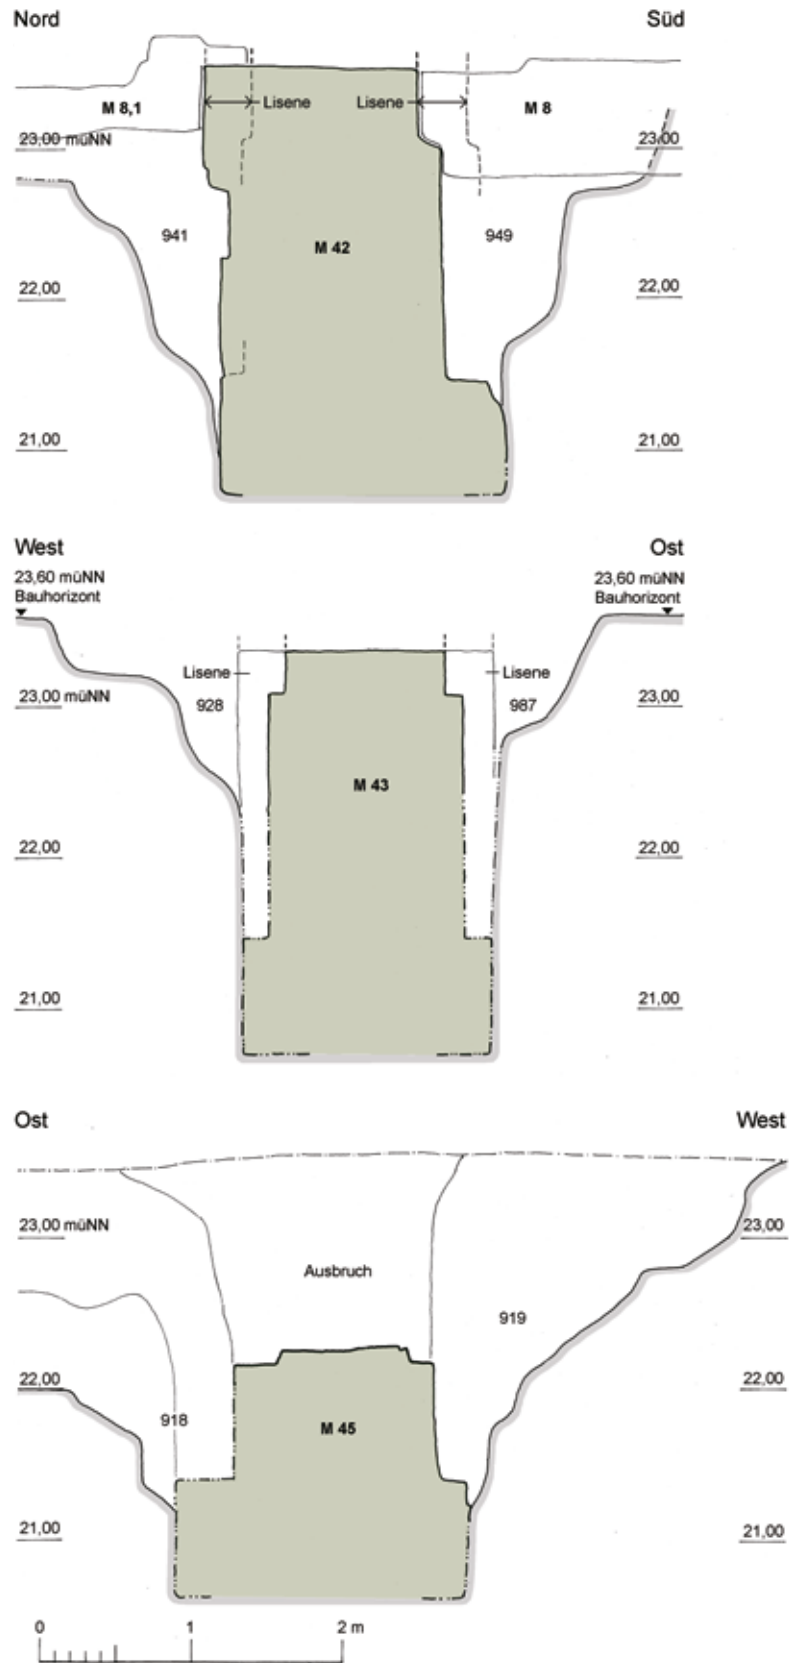 Nord
Süd
Lisene
Lisene
M 8,1
M 8
23,00 müNN
23,00
941
949
M 42
22,00
22,00
21,00
21,00
West
Ost
23,60 müNN
Bauhorizont
23,60 müNN
Bauhorizont
Lisene
Lisene
23,00 müNN
928
987
23,00
M 43
22,00
22,00
21,00
21,00
Ost
West
23,00 müNN
23,00
Ausbruch
919
22,00
22,00
918
M 45
21,00
21,00
0 1 2 m